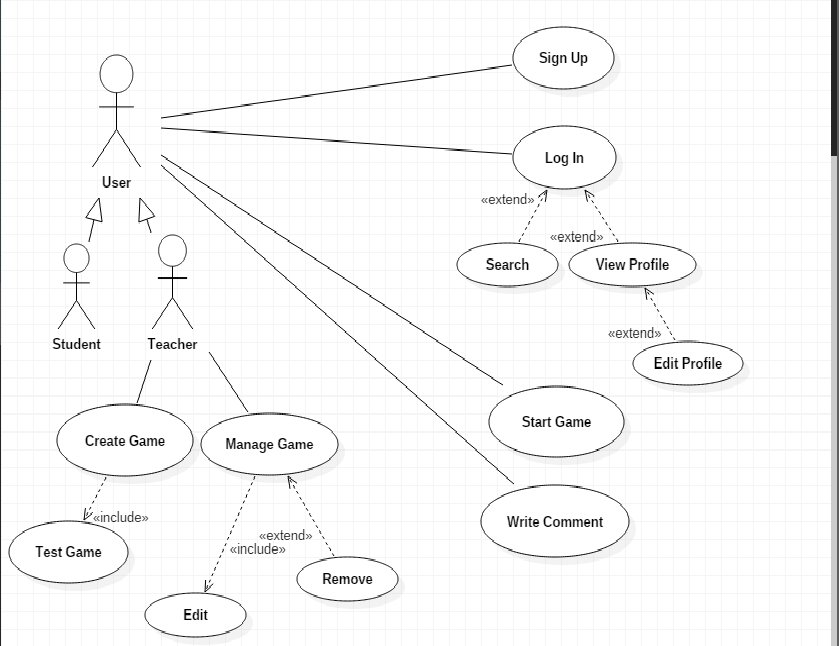 Sign Up
Log In
User
«extend»
«extend»
Search
View Profile
«extend»
Student
Teacher
Edit Profile
Start Game
Create Game
Manage Game
«include»
Write Comment
«extend»
«include»
Test Game
Remove
Edit